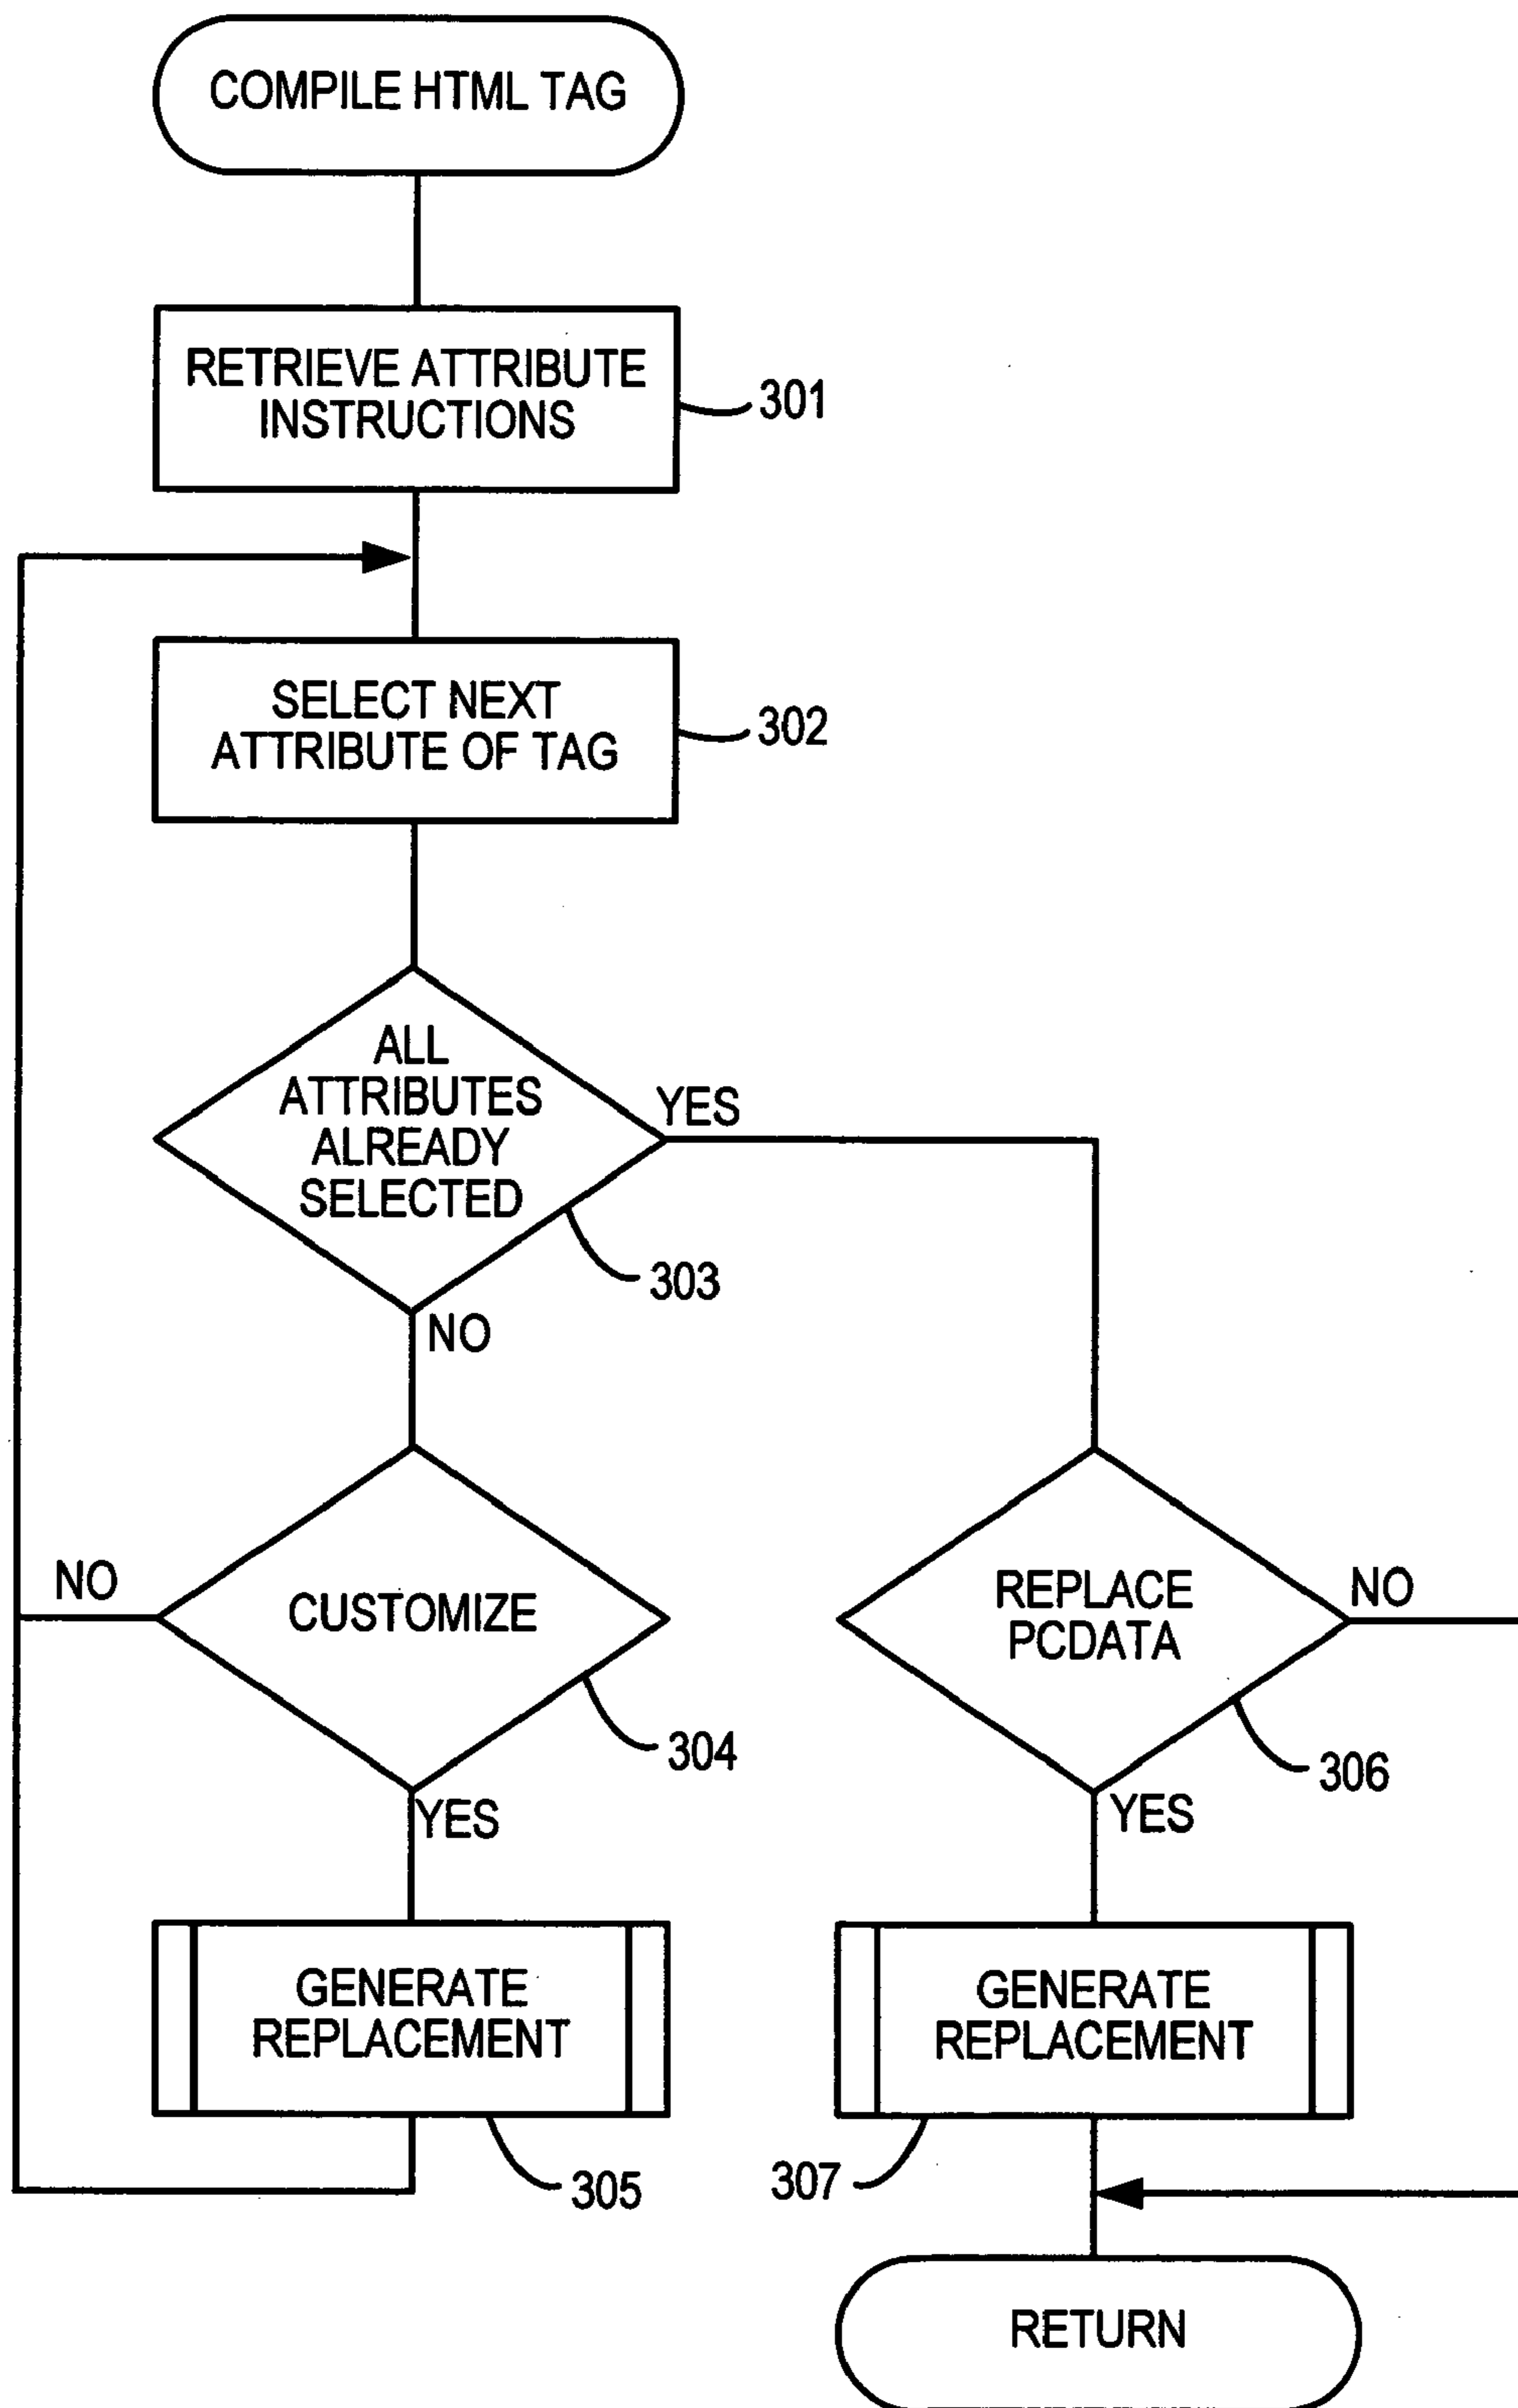 COMPILE HTML TAG
RETRIEVE ATTRIBUTE
INSTRUCTIONS
301
SELECT NEXT
ATTRIBUTE OF TAG
302
ALL
ATTRIBUTES
ALREADY
SELECTED
YES
303
NO
CUSTOMIZE
NO
304
YES
GENERATE
REPLACEMENT
305
REPLACE
PCDATA
NO
306
YES
GENERATE
REPLACEMENT
307
RETURN